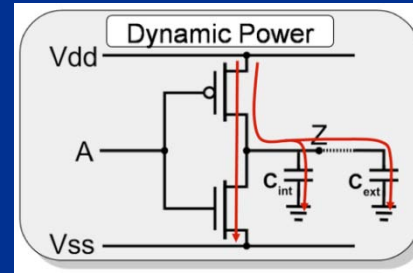 Dynamic Power
Vdd
A
Z
Cint
Cext
Vss